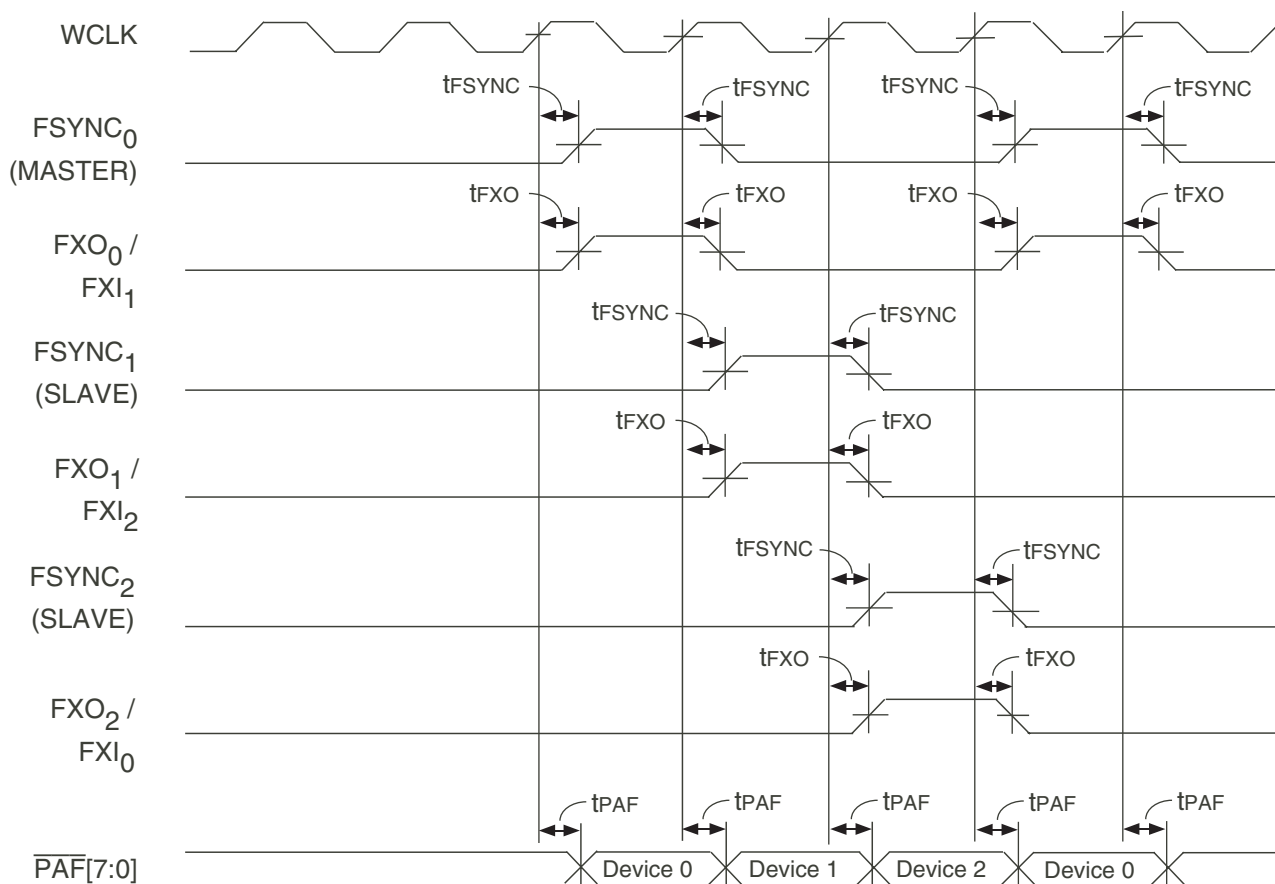 WCLK
tFSYNC tFSYNC tFSYNC tFSYNC
FSYNC0
(MASTER)
tFXO tFXO tFXO tFXO
FXO0 /
FXI1
tFSYNC tFSYNC
FSYNC1
(SLAVE)
tFXO tFXO
FXO1 /
FXI2
tFSYNC tFSYNC
FSYNC2
(SLAVE)
tFXO tFXO
FXO2 /
FXI0
tPAF tPAF tPAF tPAF tPAF
PAF[7:0] Device 0 Device 1 Device 2 Device 0